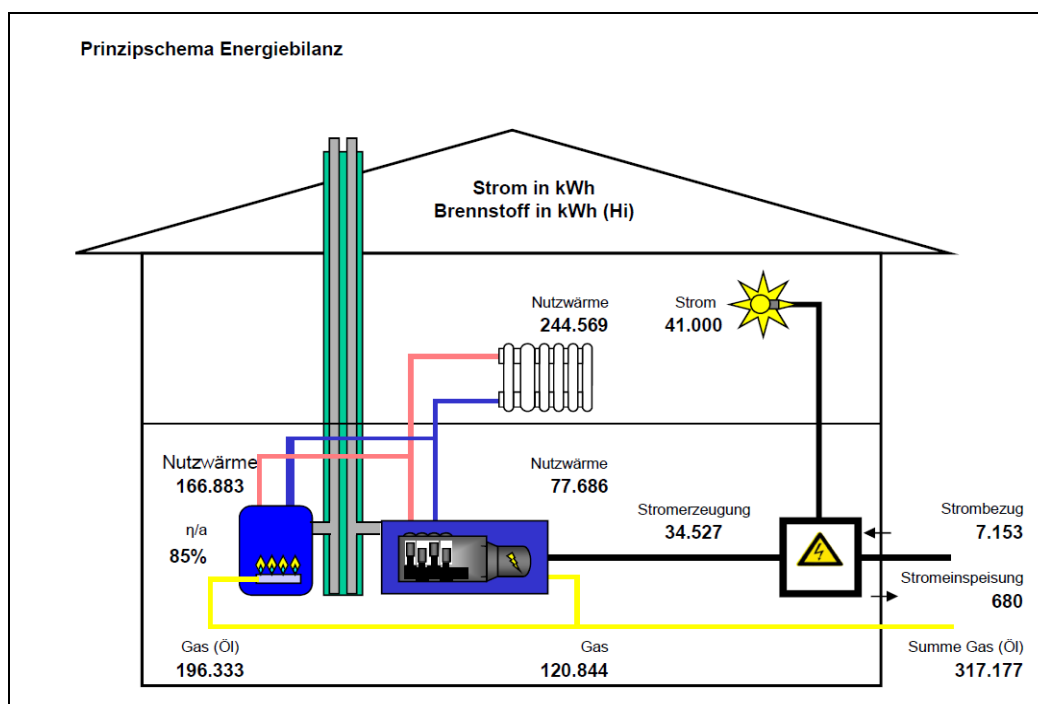 Prinzipschema Energiebilanz
Strom in kWh
Brennstoff in kWh (Hi)
Nutzwärme
244.569
Strom
41.000
Nutzwärme
166.883
η/a
85%
Nutzwärme
77.686
Stromerzeugung
34.527
Strombezug
7.153
Stromeinspeisung
680
Gas (Öl)
196.333
Gas
120.844
Summe Gas (Öl)
317.177